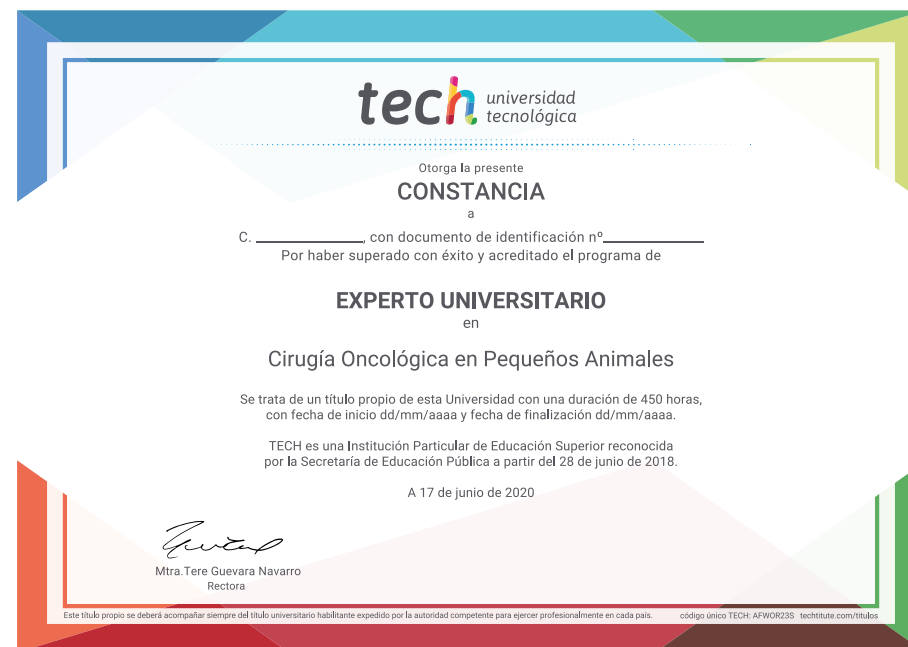 tech universidad
tecnológica
Otorga la presente
CONSTANCIA
a
C. ____________, con documento de identificación nº____________
Por haber superado con éxito y acreditado el programa de
EXPERTO UNIVERSITARIO
en
Cirugía Oncológica en Pequeños Animales
Se trata de un título propio de esta Universidad con una duración de 450 horas,
con fecha de inicio dd/mm/aaaa y fecha de finalización dd/mm/aaaa.
TECH es una Institución Particular de Educación Superior reconocida
por la Secretaría de Educación Pública a partir del 28 de junio de 2018.
A 17 de junio de 2020
Mtra.Tere Guevara Navarro
Rectora
Este título propio se deberá acompañar siempre del título universitario habilitante expedido por la autoridad competente para ejercer profesionalmente en cada país. código único TECH: AFWOR23S techtitute.com/titulos